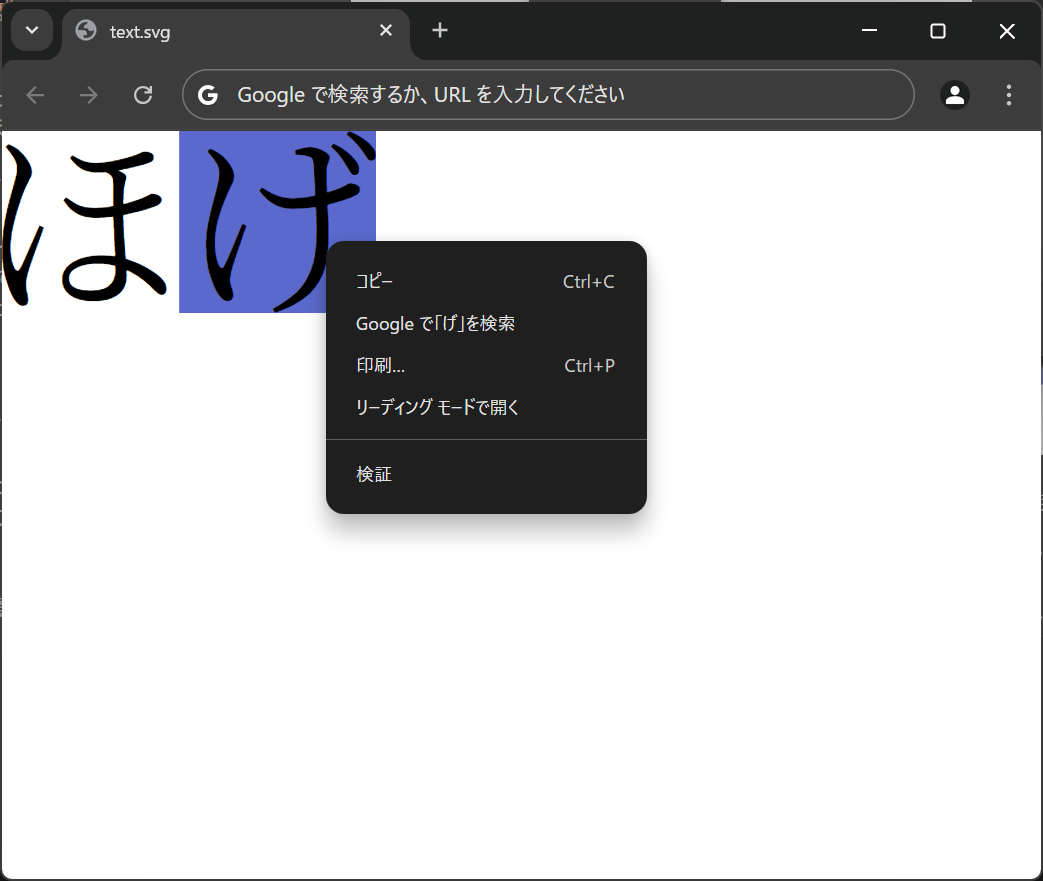 text.svg
Google で検索するか、URL を入力してください
ほげ
コピー Ctrl+C
Google で「げ」を検索
印刷... Ctrl+P
リーディング モードで開く
検証